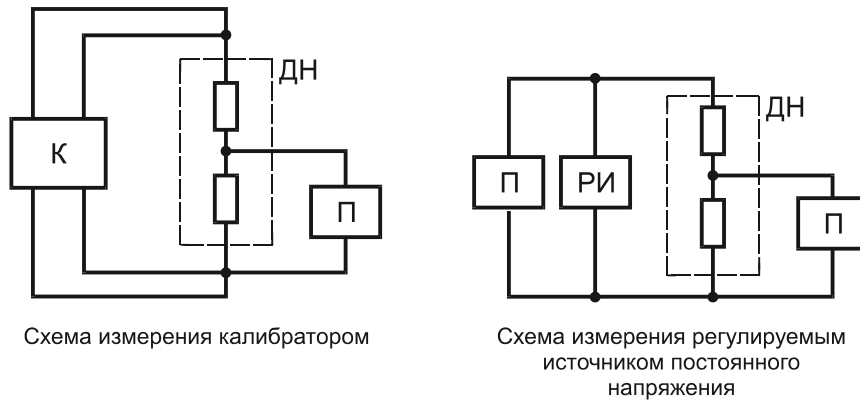 ДН
К
П
Схема измерения калибратором
ДН
П
РИ
П
Схема измерения регулируемым
источником постоянного
напряжения